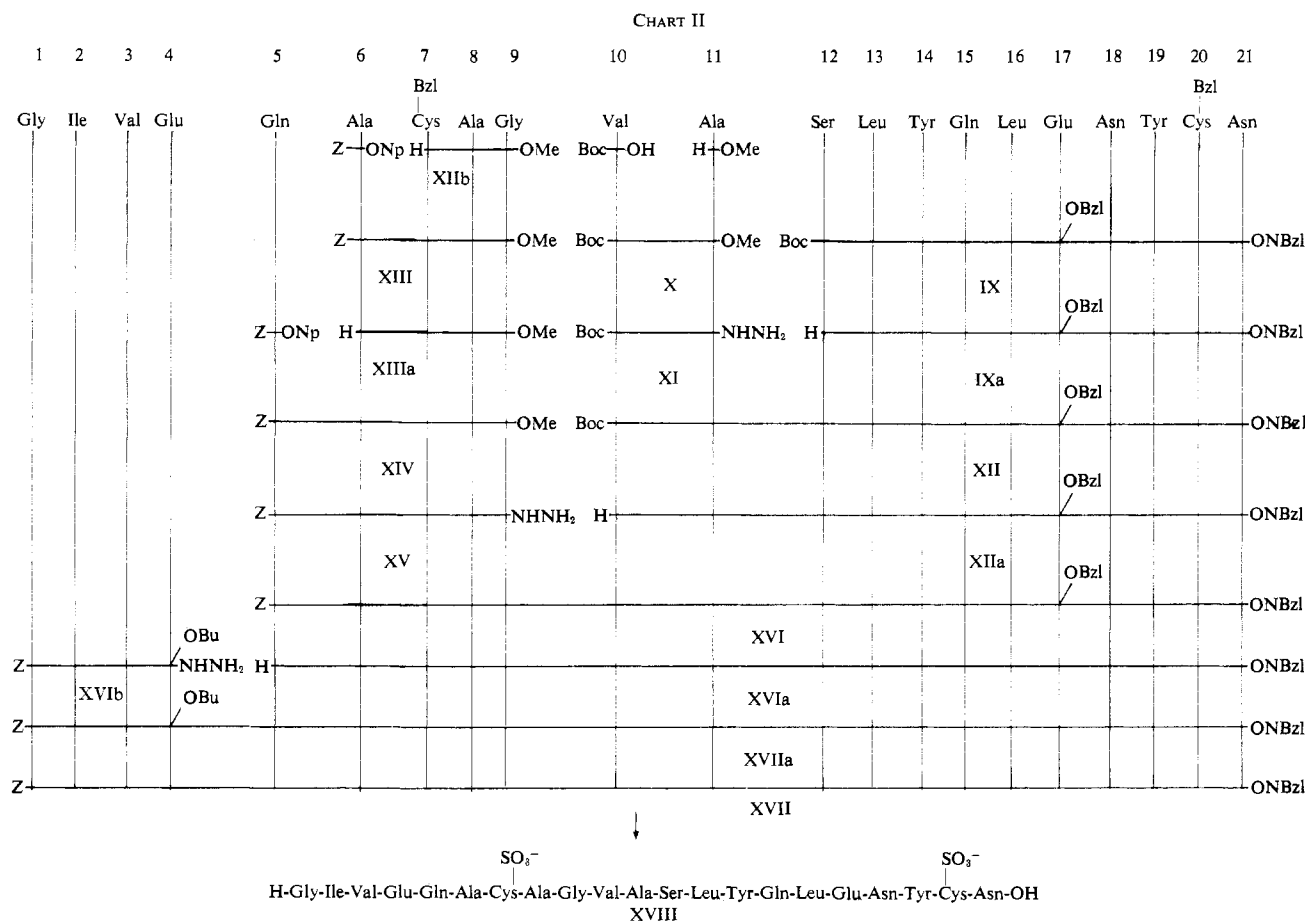 CHART II
1 2 3 4 5 6 7 8 9 10 11 12 13 14 15 16 17 18 19 20 21
Bzl Bzl
Gly Ile Val Glu Gln Ala Cys Ala Gly Val Ala Ser Leu Tyr Gln Leu Glu Asn Tyr Cys Asn
Z ONp H OMe Boc OH H OMe
XIIb
OBzl
Z OMe Boc OMe Boc ONBzl
XIII X IX
OBzl
Z ONp H OMe Boc NHNH₂ H ONBzl
XIIIa XI IXa
OBzl
Z OMe Boc ONBzl
XIV XII
OBzl
Z NHNH₂ H ONBzl
XV XIIa
OBzl
Z ONBzl
OBu XVI
Z NHNH₂ H ONBzl
XVIb OBu XVIa
Z ONBzl
XVIIa
Z ONBzl
XVII
SO₃⁻ SO₃⁻
H-Gly-Ile-Val-Glu-Gln-Ala-Cys-Ala-Gly-Val-Ala-Ser-Leu-Tyr-Gln-Leu-Glu-Asn-Tyr-Cys-Asn-OH
XVIII